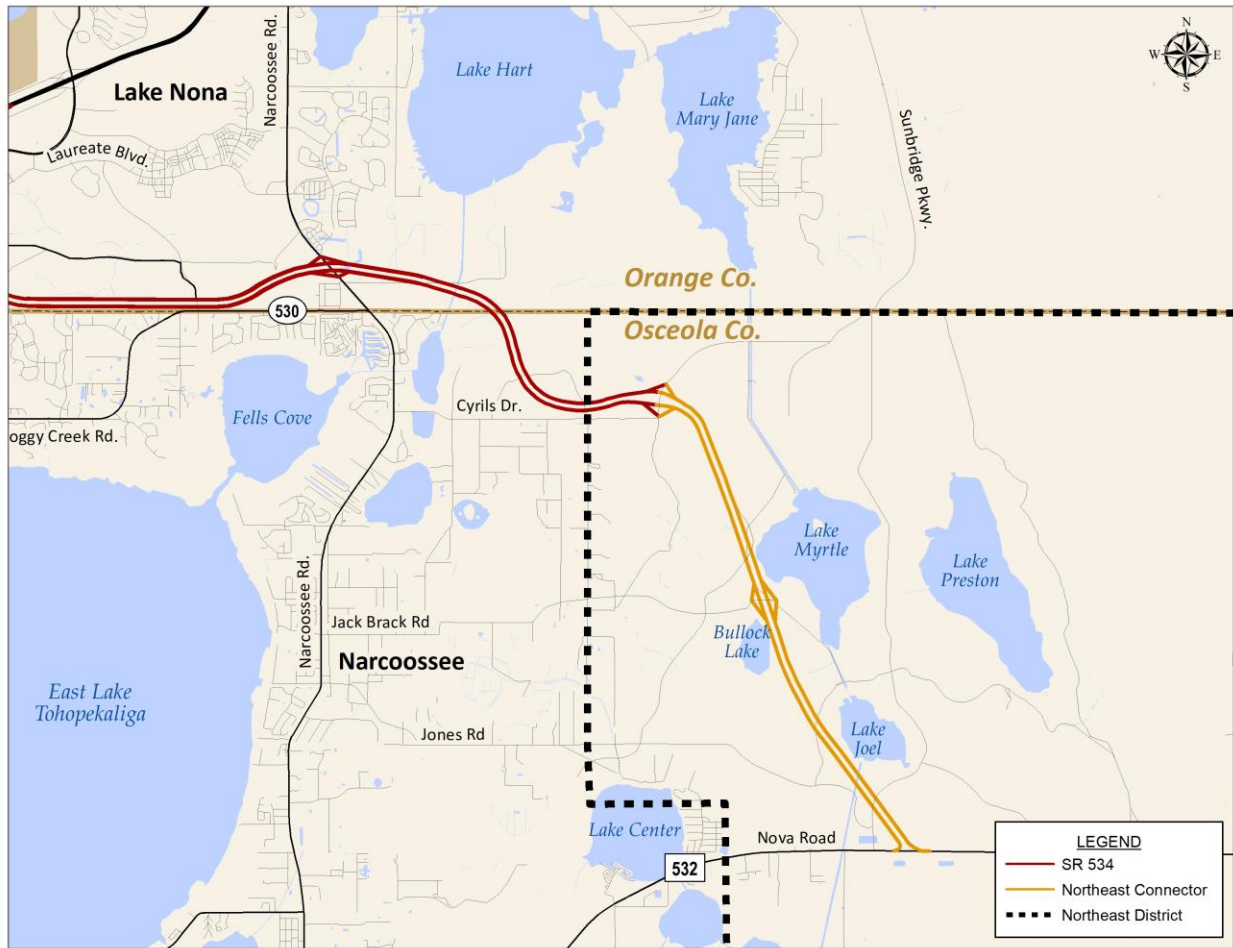 N
W
E
S
Narcoossee Rd.
Lake Hart
Lake Nona
Lake
Mary Jane
Sunbridge Pkwy.
Laureate Blvd.
Orange Co.
530
Osceola Co.
Cyrils Dr.
Fells Cove
oggy Creek Rd.
Lake
Myrtle
Lake
Preston
Narcoossee Rd.
Jack Brack Rd
Bullock
Lake
Narcoossee
East Lake
Tohopekaliga
Jones Rd
Lake
Joel
Lake Center
Nova Road
532
LEGEND
SR 534
Northeast Connector
Northeast District